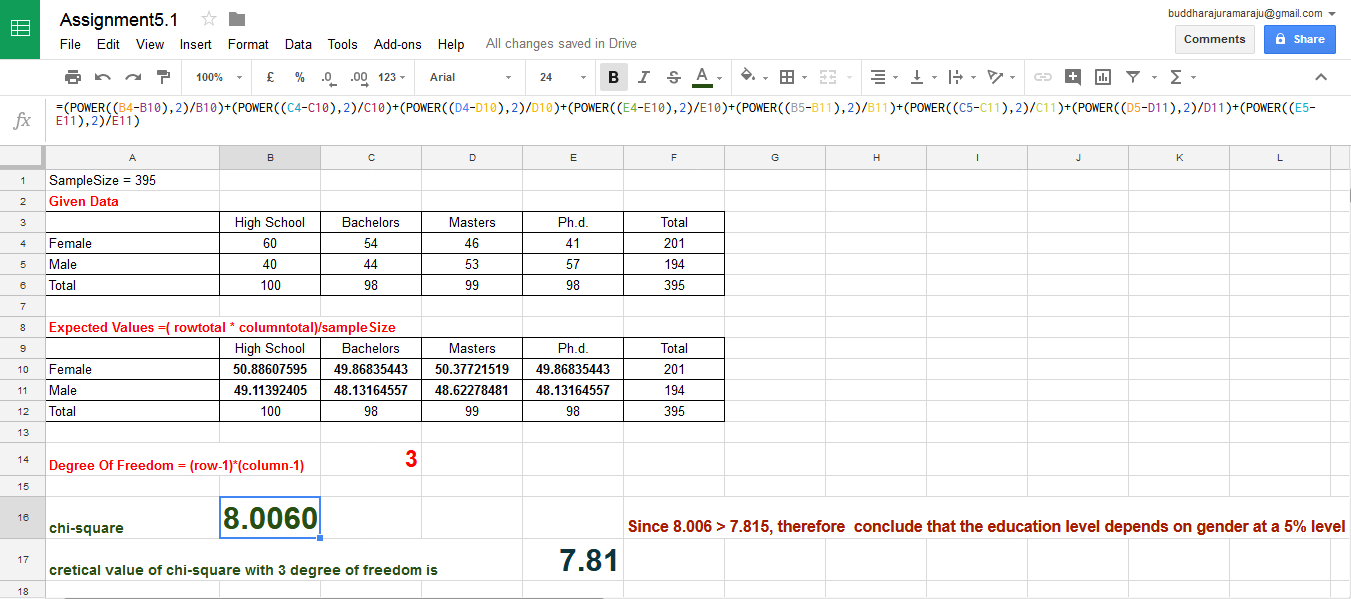 Assignment5.1
buddharajuramaraju@gmail.com
File Edit View Insert Format Data Tools Add-ons Help All changes saved in Drive
Comments Share
100% £ % .0 .00 123 Arial 24 B I S A
fx =(POWER((B4-B10),2)/B10)+(POWER((C4-C10),2)/C10)+(POWER((D4-D10),2)/D10)+(POWER((E4-E10),2)/E10)+(POWER((B5-B11),2)/B11)+(POWER((C5-C11),2)/C11)+(POWER((D5-D11),2)/D11)+(POWER((E5-
E11),2)/E11)
A B C D E F G H I J K L
1 SampleSize = 395
2 Given Data
3 High School Bachelors Masters Ph.d. Total
4 Female 60 54 46 41 201
5 Male 40 44 53 57 194
6 Total 100 98 99 98 395
7
8 Expected Values =( rowtotal * columntotal)/sampleSize
9 High School Bachelors Masters Ph.d. Total
10 Female 50.88607595 49.86835443 50.37721519 49.86835443 201
11 Male 49.11392405 48.13164557 48.62278481 48.13164557 194
12 Total 100 98 99 98 395
13
14 Degree Of Freedom = (row-1)*(column-1) 3
15
16 chi-square 8.0060 Since 8.006 > 7.815, therefore conclude that the education level depends on gender at a 5% level
17 cretical value of chi-square with 3 degree of freedom is 7.81
18